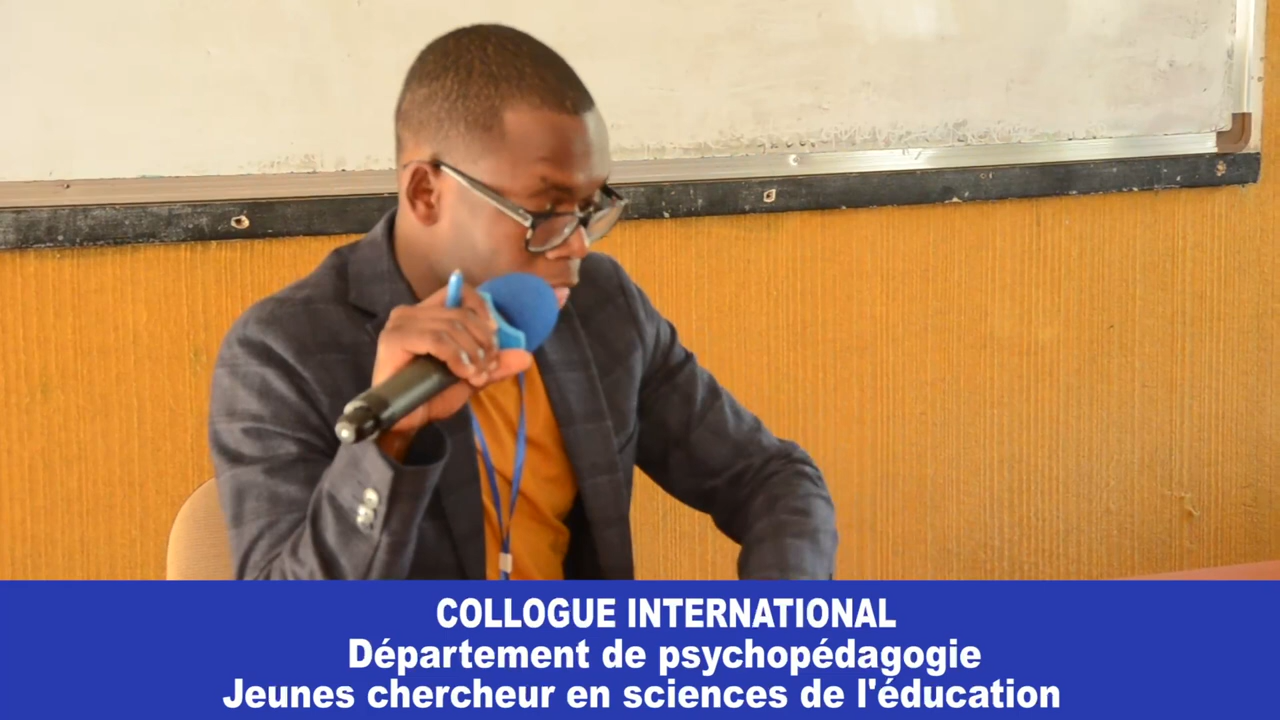 COLLOGUE INTERNATIONAL
Département de psychopédagogie
Jeunes chercheur en sciences de l'éducation